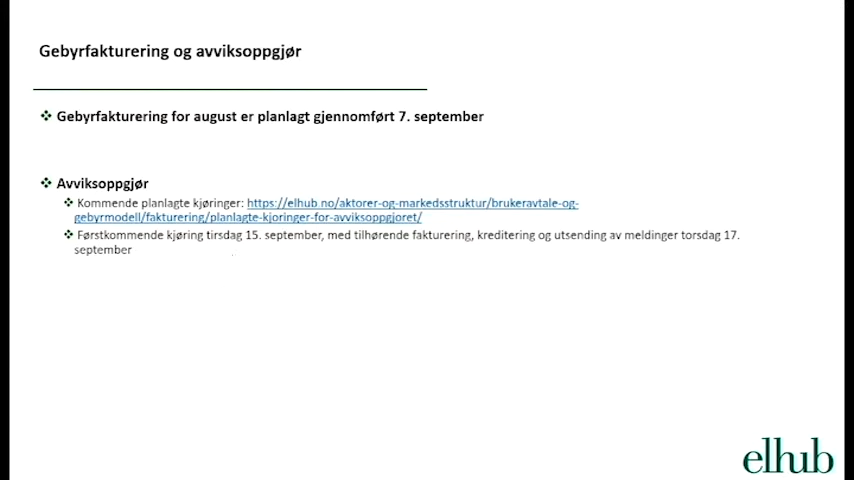 Gebyrfakturering og avviksoppgjør
❖ Gebyrfakturering for august er planlagt gjennomført 7. september
❖ Avviksoppgjør
❖ Kommende planlagte kjøringer: https://elhub.no/aktorer-og-markedsstruktur/brukeravtale-og-
gebyrmodell/fakturering/planlagte-kjoringer-for-avviksoppgjoret/
❖ Førstkommende kjøring tirsdag 15. september, med tilhørende fakturering, kreditering og utsending av meldinger torsdag 17.
september
elhub